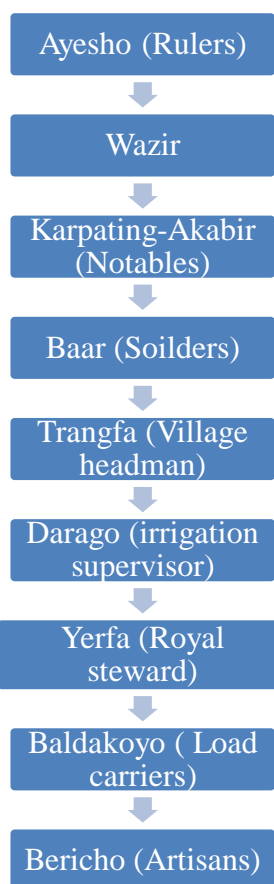 Ayesho (Rulers)
Wazir
Karpating-Akabir
(Notables)
Baar (Soilders)
Trangfa (Village
headman)
Darago (irrigation
supervisor)
Yerfa (Royal
steward)
Baldakoyo ( Load
carriers)
Bericho (Artisans)